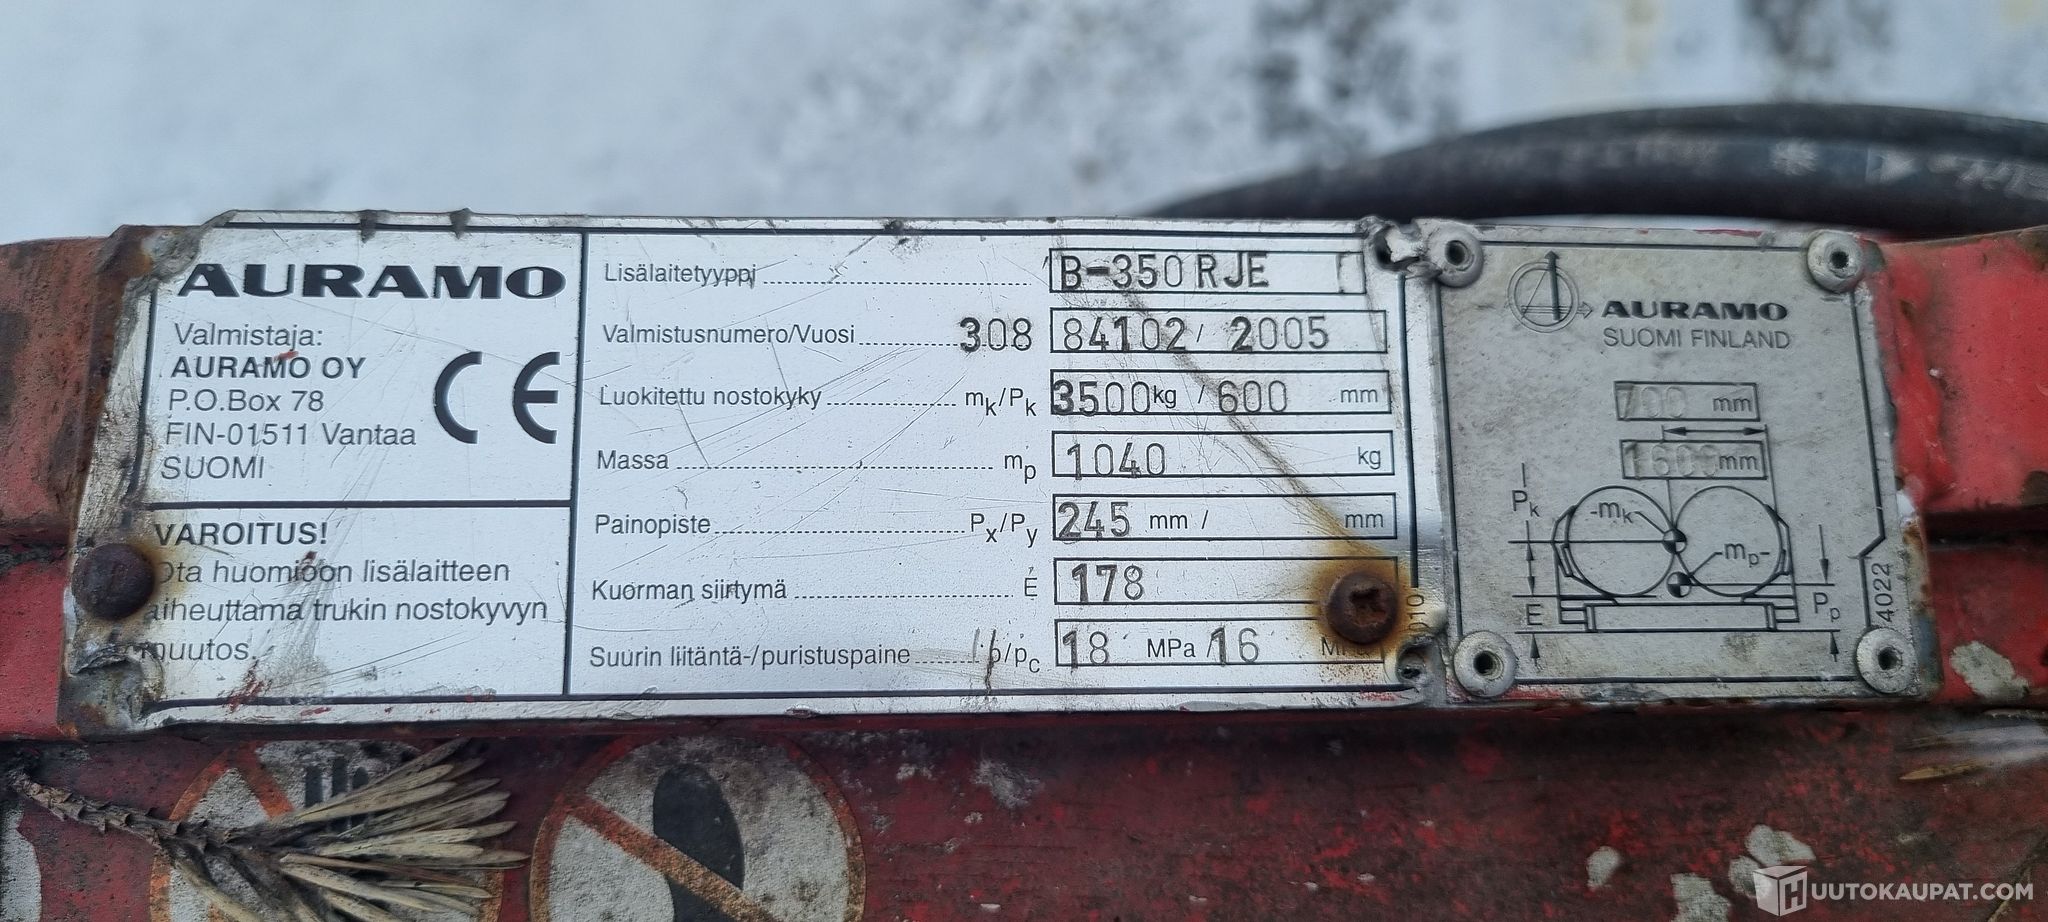 AURAMO
Valmistaja:
AURAMO OY
P.O.Box 78
FIN-01511 Vantaa
SUOMI
CE
VAROITUS!
Ota huomioon lisälaitteen
aiheuttama trukin nostokyvyn
muutos.
Lisälaitetyyppi B-350RJE
Valmistusnumero/Vuosi 308 84102 / 2005
Luokitettu nostokyky mk/Pk 3500 kg / 600 mm
Massa mp 1040 kg
Painopiste Px/Py 245 mm / mm
Kuorman siirtymä E 178
Suurin liitäntä-/puristuspaine p/pc 18 MPa / 16 MPa
AURAMO
SUOMI FINLAND
700 mm
1600 mm
Pk
mk
mp
E
Pp
4022
HUUTOKAUPAT.COM